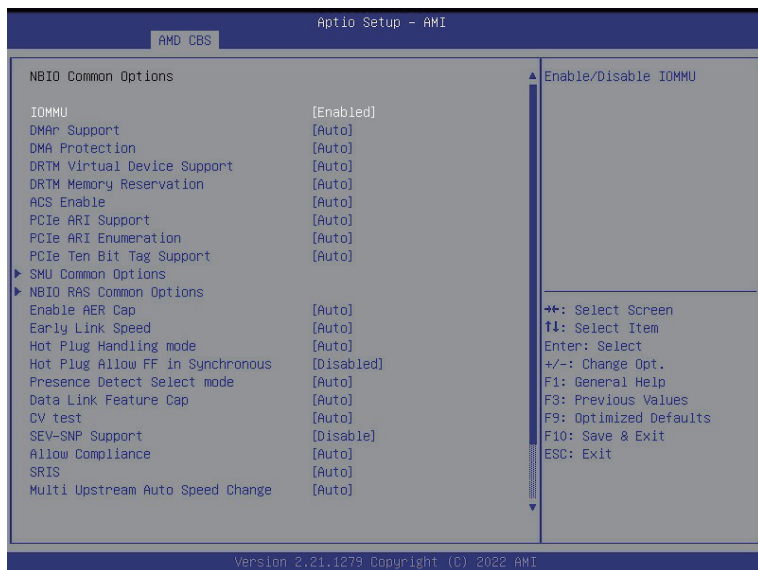 Aptio Setup – AMI
AMD CBS
NBIO Common Options
IOMMU [Enabled]
DMAr Support [Auto]
DMA Protection [Auto]
DRTM Virtual Device Support [Auto]
DRTM Memory Reservation [Auto]
ACS Enable [Auto]
PCIe ARI Support [Auto]
PCIe ARI Enumeration [Auto]
PCIe Ten Bit Tag Support [Auto]
SMU Common Options
NBIO RAS Common Options
Enable AER Cap [Auto]
Early Link Speed [Auto]
Hot Plug Handling mode [Auto]
Hot Plug Allow FF in Synchronous [Disabled]
Presence Detect Select mode [Auto]
Data Link Feature Cap [Auto]
CV test [Auto]
SEV-SNP Support [Disable]
Allow Compliance [Auto]
SRIS [Auto]
Multi Upstream Auto Speed Change [Auto]
Enable/Disable IOMMU
→←: Select Screen
↑↓: Select Item
Enter: Select
+/-: Change Opt.
F1: General Help
F3: Previous Values
F9: Optimized Defaults
F10: Save & Exit
ESC: Exit
Version 2.21.1279 Copyright (C) 2022 AMI